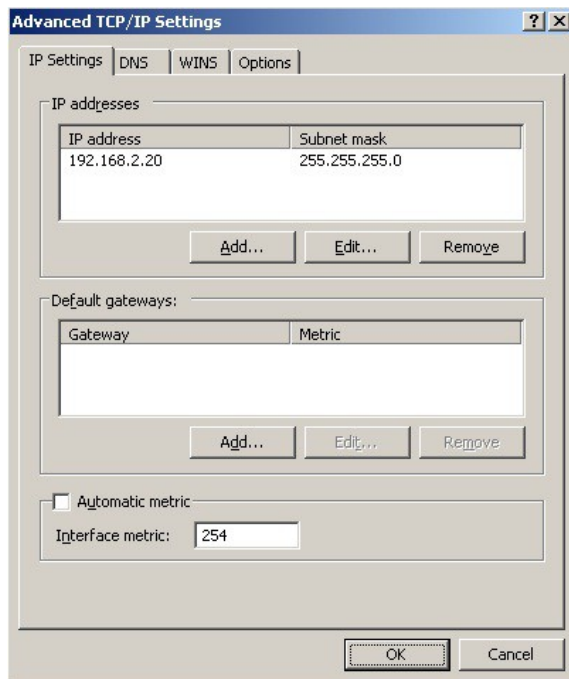 Advanced TCP/IP Settings
IP Settings DNS WINS Options
IP addresses
IP address Subnet mask
192.168.2.20 255.255.255.0
Add... Edit... Remove
Default gateways:
Gateway Metric
Add... Edit... Remove
Automatic metric
Interface metric: 254
OK Cancel